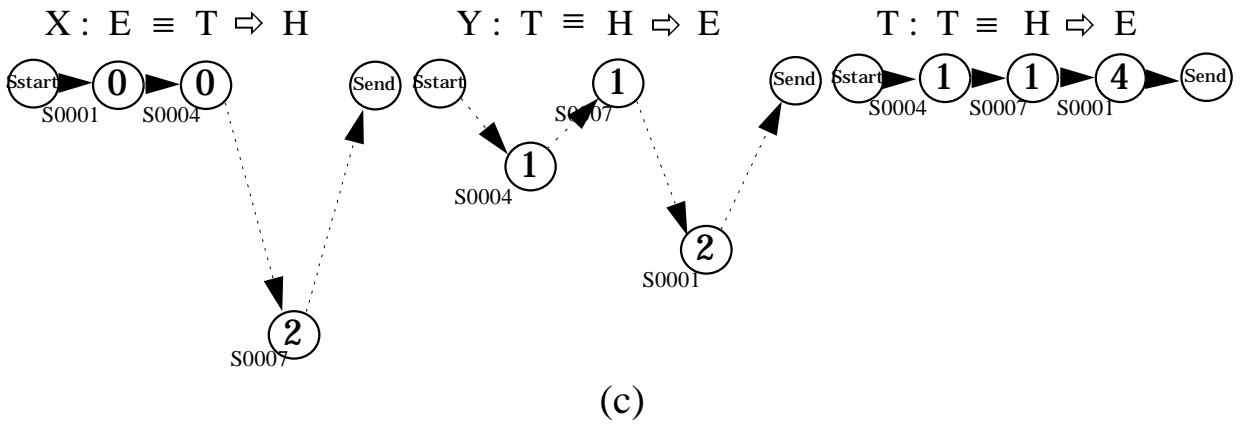 X : E ≡ T ⇨ H
Y : T ≡ H ⇨ E
T : T ≡ H ⇨ E
Sstart 0 0 Send
S0001 S0004
2
S0007
Sstart 1 Send
S0007
1
S0004
2
S0001
Sstart 1 1 4 Send
S0004 S0007 S0001
(c)